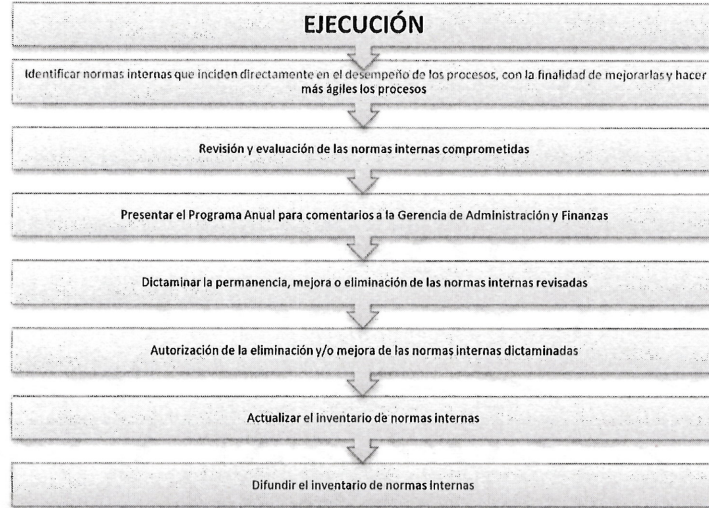 EJECUCIÓN
Identificar normas internas que inciden directamente en el desempeño de los procesos, con la finalidad de mejorarlas y hacer
más ágiles los procesos
Revisión y evaluación de las normas internas comprometidas
Presentar el Programa Anual para comentarios a la Gerencia de Administración y Finanzas
Dictaminar la permanencia, mejora o eliminación de las normas internas revisadas
Autorización de la eliminación y/o mejora de las normas internas dictaminadas
Actualizar el inventario de normas internas
Difundir el inventario de normas internas